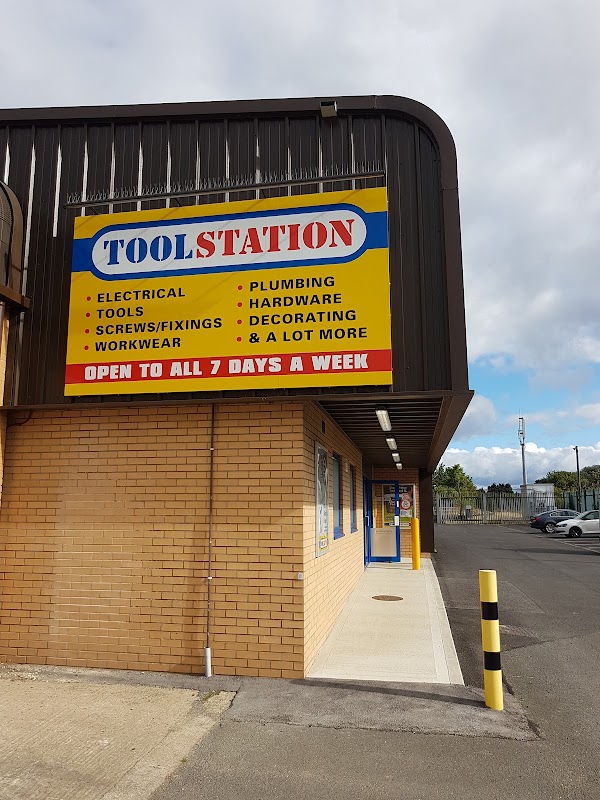 TOOLSTATION
• ELECTRICAL
• TOOLS
• SCREWS/FIXINGS
• WORKWEAR
• PLUMBING
• HARDWARE
• DECORATING
• & A LOT MORE
OPEN TO ALL 7 DAYS A WEEK